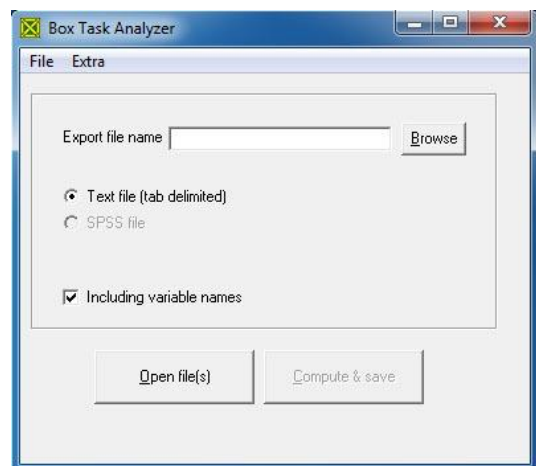 Box Task Analyzer
File Extra
Export file name Browse
Text file (tab delimited)
SPSS file
Including variable names
Open file(s) Compute & save